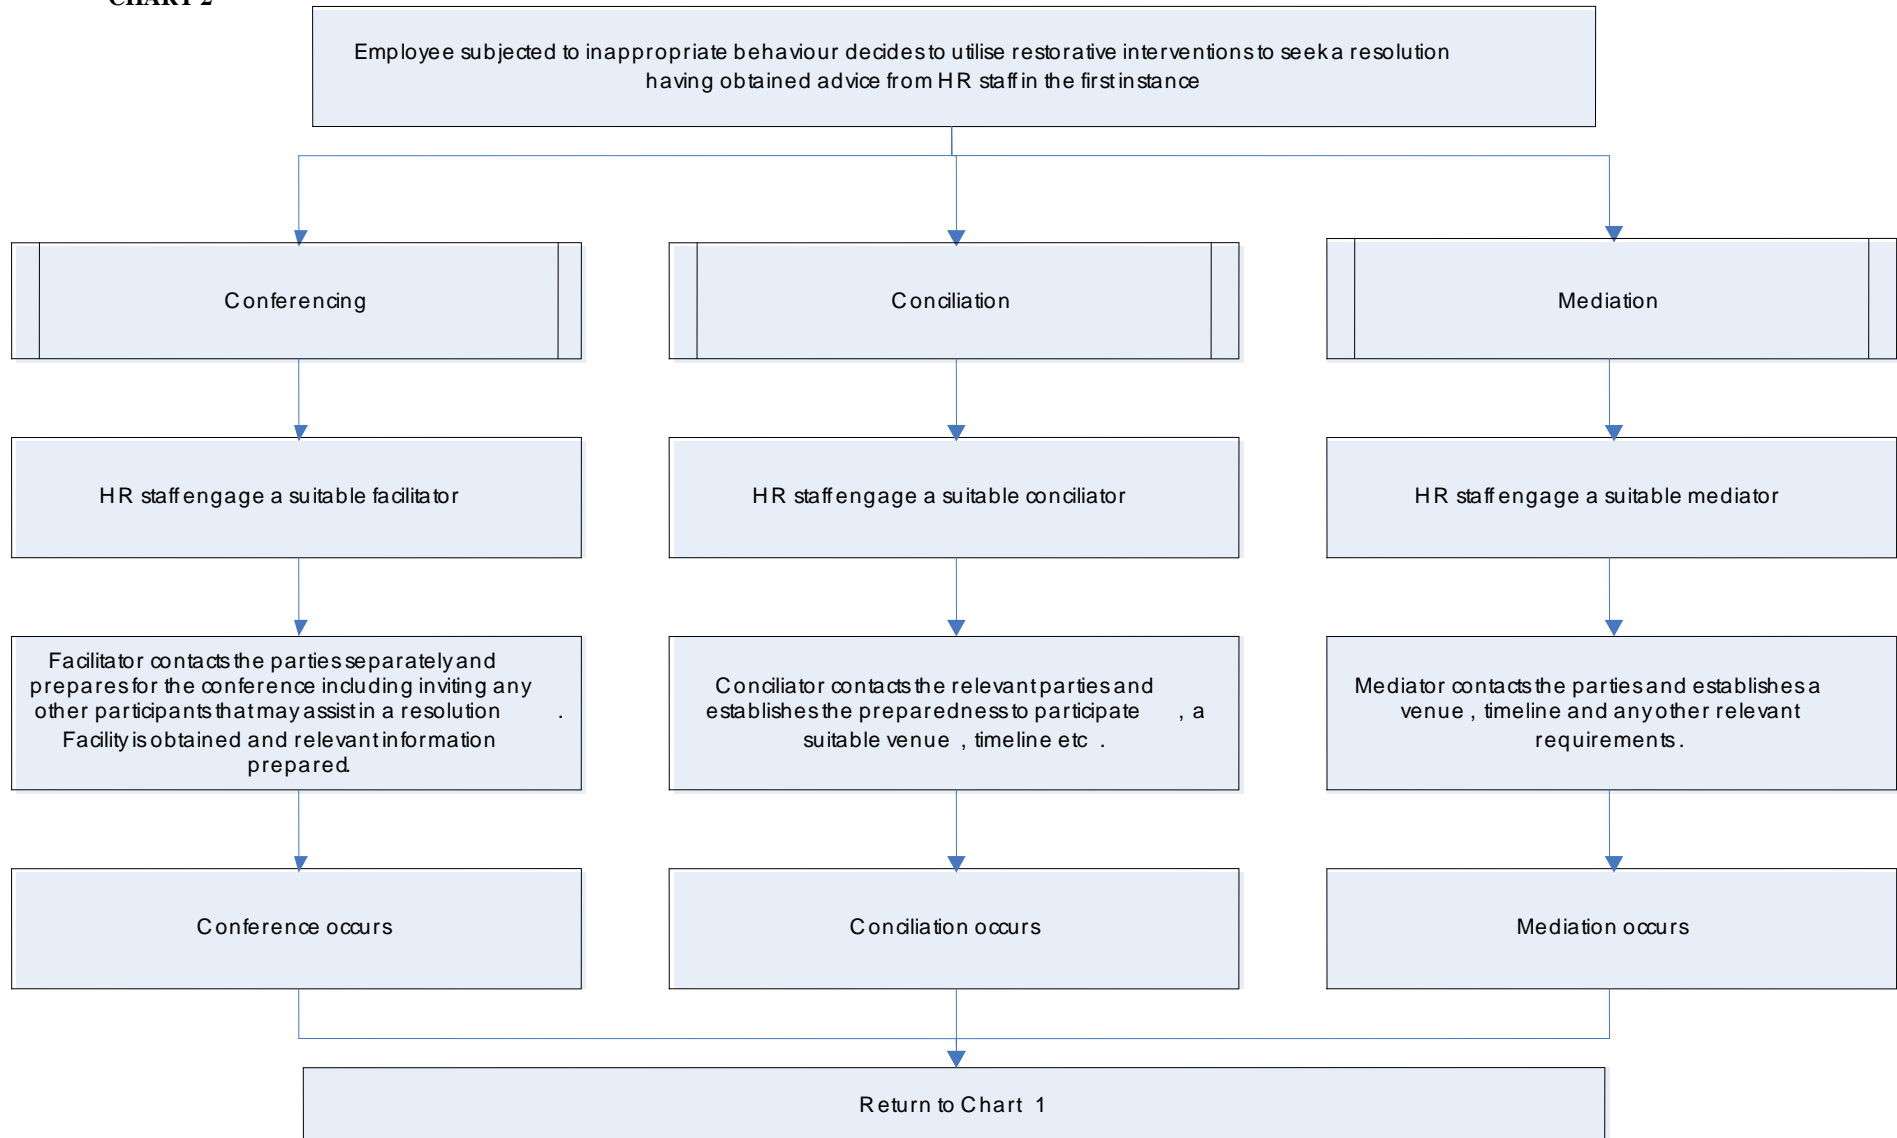 CHART 2
Employee subjected to inappropriate behaviour decides to utilise restorative interventions to seek a resolution
having obtained advice from HR staff in the first instance
Conferencing
Conciliation
Mediation
HR staff engage a suitable facilitator
HR staff engage a suitable conciliator
HR staff engage a suitable mediator
Facilitator contacts the parties separately and
prepares for the conference including inviting any
other participants that may assist in a resolution .
Facility is obtained and relevant information
prepared.
Conciliator contacts the relevant parties and
establishes the preparedness to participate , a
suitable venue , timeline etc .
Mediator contacts the parties and establishes a
venue , timeline and any other relevant
requirements .
Conference occurs
Conciliation occurs
Mediation occurs
Return to Chart 1